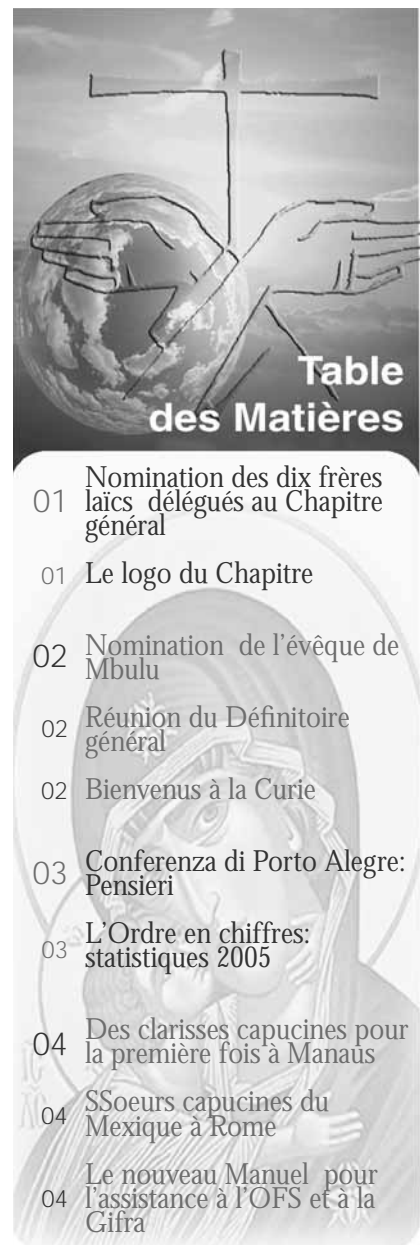 Table
des Matières
01 Nomination des dix frères
laïcs délégués au Chapitre
général
01 Le logo du Chapitre
02 Nomination de l'évêque de
Mbulu
02 Réunion du Définitoire
général
02 Bienvenus à la Curie
03 Conferenza di Porto Alegre:
Pensieri
03 L'Ordre en chiffres:
statistiques 2005
04 Des clarisses capucines pour
la première fois à Manaus
04 SSoeurs capucines du
Mexique à Rome
04 Le nouveau Manuel pour
l'assistance à l'OFS et à la
Gifra